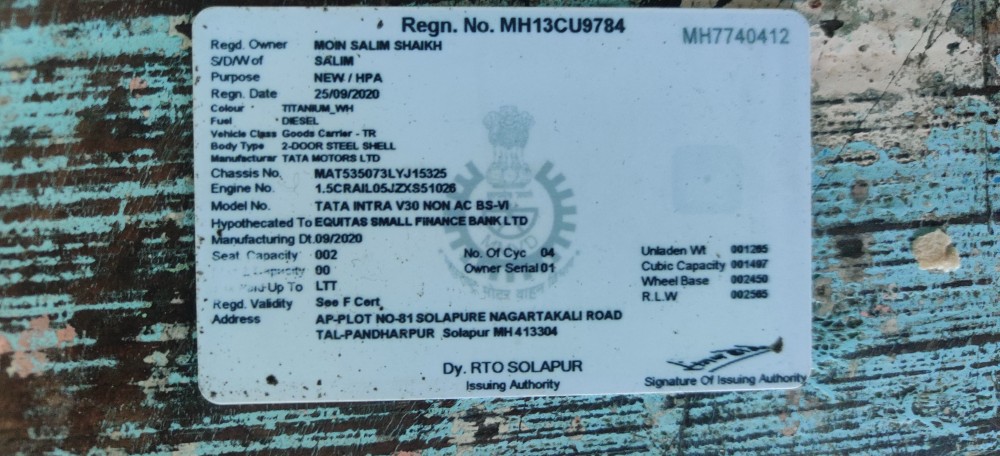 Regn. No. MH13CU9784
MH7740412
Regd. Owner MOIN SALIM SHAIKH
S/D/W of SALIM
Purpose NEW / HPA
Regn. Date 25/09/2020
Colour TITANIUM_WH
Fuel DIESEL
Vehicle Class Goods Carrier - TR
Body Type 2-DOOR STEEL SHELL
Manufacturer TATA MOTORS LTD
Chassis No. MAT535073LYJ15325
Engine No. 1.5CRAIL05JZXS51026
Model No. TATA INTRA V30 NON AC BS-VI
Hypothecated To EQUITAS SMALL FINANCE BANK LTD
Manufacturing Dt. 09/2020
Seat Capacity 002 No. Of Cyc 04 Unladen Wt 001265
00 Owner Serial 01 Cubic Capacity 001497
Up To LTT Wheel Base 002450
Regd. Validity See F Cert R.L.W 002565
Address AP-PLOT NO-81 SOLAPURE NAGARTAKALI ROAD
TAL-PANDHARPUR Solapur MH 413304
Dy. RTO SOLAPUR
Issuing Authority
Signature Of Issuing Authority